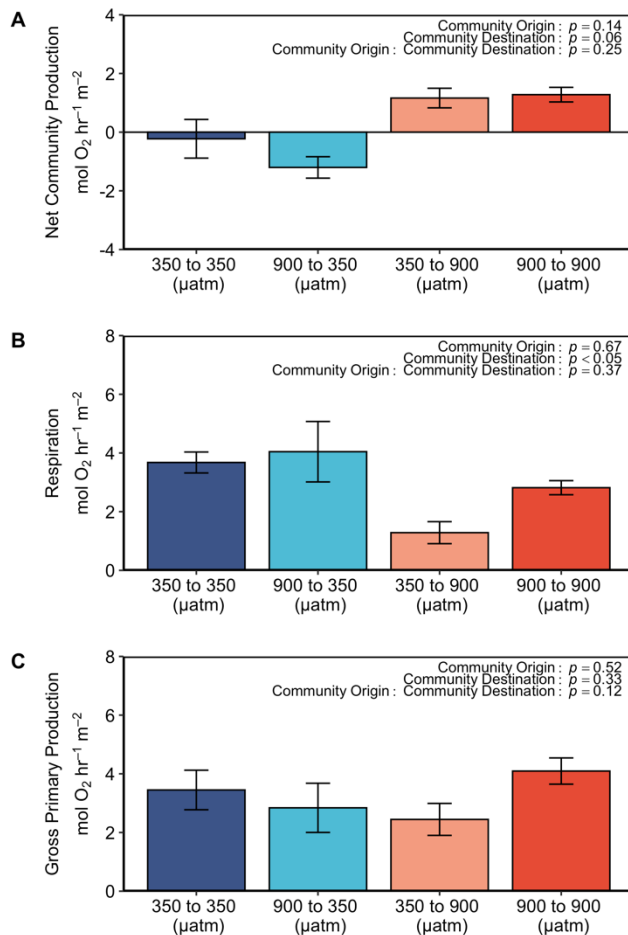 A
Net Community Production
mol O₂ hr⁻¹ m⁻²
4
2
0
-2
-4
Community Origin : p = 0.14
Community Destination : p = 0.06
Community Origin : Community Destination : p = 0.25
350 to 350 900 to 350 350 to 900 900 to 900
(µatm) (µatm) (µatm) (µatm)
B
Respiration
mol O₂ hr⁻¹ m⁻²
8
6
4
2
0
Community Origin : p = 0.67
Community Destination : p < 0.05
Community Origin : Community Destination : p = 0.37
350 to 350 900 to 350 350 to 900 900 to 900
(µatm) (µatm) (µatm) (µatm)
C
Gross Primary Production
mol O₂ hr⁻¹ m⁻²
8
6
4
2
0
Community Origin : p = 0.52
Community Destination : p = 0.33
Community Origin : Community Destination : p = 0.12
350 to 350 900 to 350 350 to 900 900 to 900
(µatm) (µatm) (µatm) (µatm)